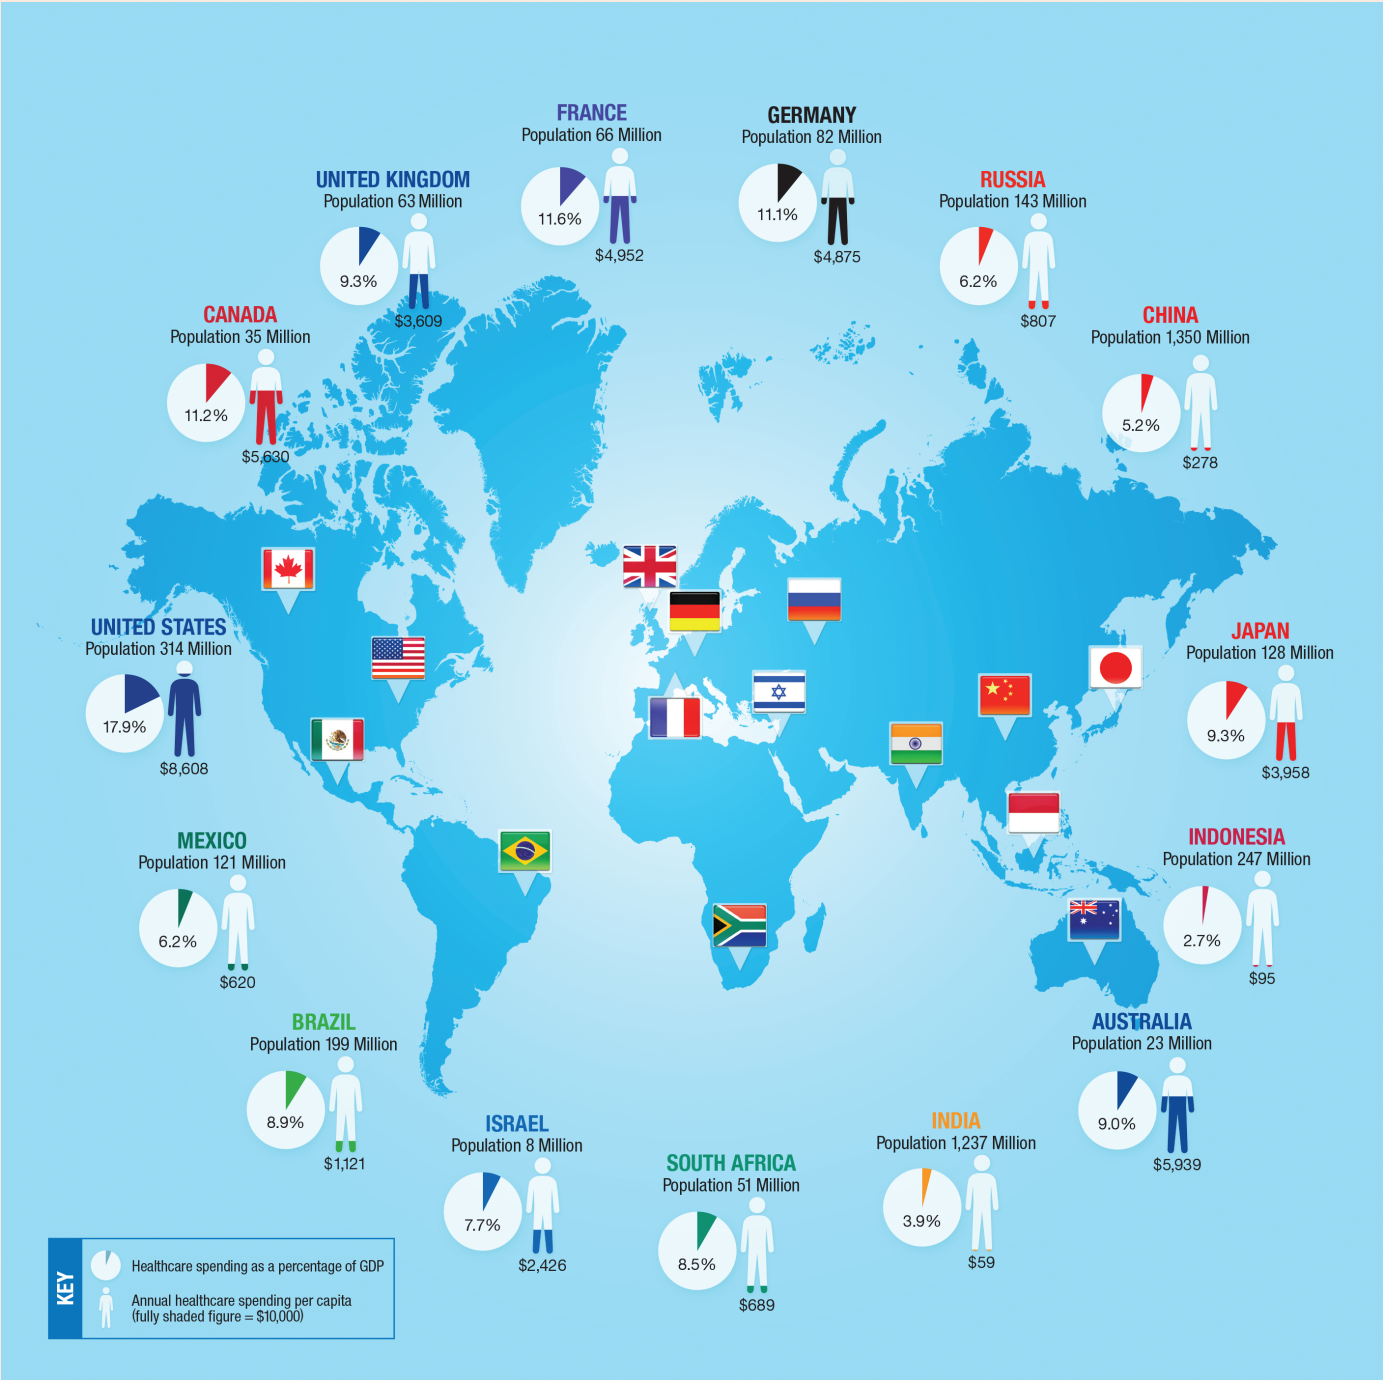 FRANCE
Population 66 Million
11.6%
$4,952
GERMANY
Population 82 Million
11.1%
$4,875
UNITED KINGDOM
Population 63 Million
9.3%
$3,609
RUSSIA
Population 143 Million
6.2%
$807
CANADA
Population 35 Million
11.2%
$5,630
CHINA
Population 1,350 Million
5.2%
$278
UNITED STATES
Population 314 Million
17.9%
$8,608
JAPAN
Population 128 Million
9.3%
$3,958
MEXICO
Population 121 Million
6.2%
$620
INDONESIA
Population 247 Million
2.7%
$95
BRAZIL
Population 199 Million
8.9%
$1,121
AUSTRALIA
Population 23 Million
9.0%
$5,939
ISRAEL
Population 8 Million
7.7%
$2,426
SOUTH AFRICA
Population 51 Million
8.5%
$689
INDIA
Population 1,237 Million
3.9%
$59
KEY
Healthcare spending as a percentage of GDP
Annual healthcare spending per capita
(fully shaded figure = $10,000)